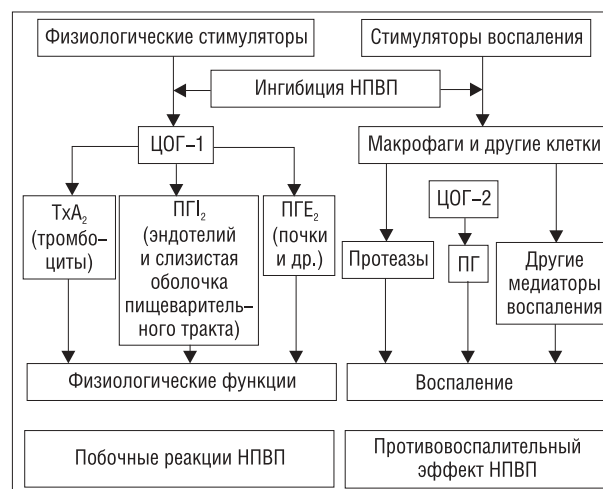 Физиологические стимуляторы
Стимуляторы воспаления
Ингибиция НПВП
ЦОГ–1
Макрофаги и другие клетки
TxA₂
(тромбо–
циты)
ПГI₂
(эндотелий
и слизистая
оболочка
пищеваритель–
ного тракта)
ПГЕ₂
(почки
и др.)
ЦОГ–2
Протеазы
ПГ
Другие
медиаторы
воспаления
Физиологические функции
Воспаление
Побочные реакции НПВП
Противовоспалительный
эффект НПВП